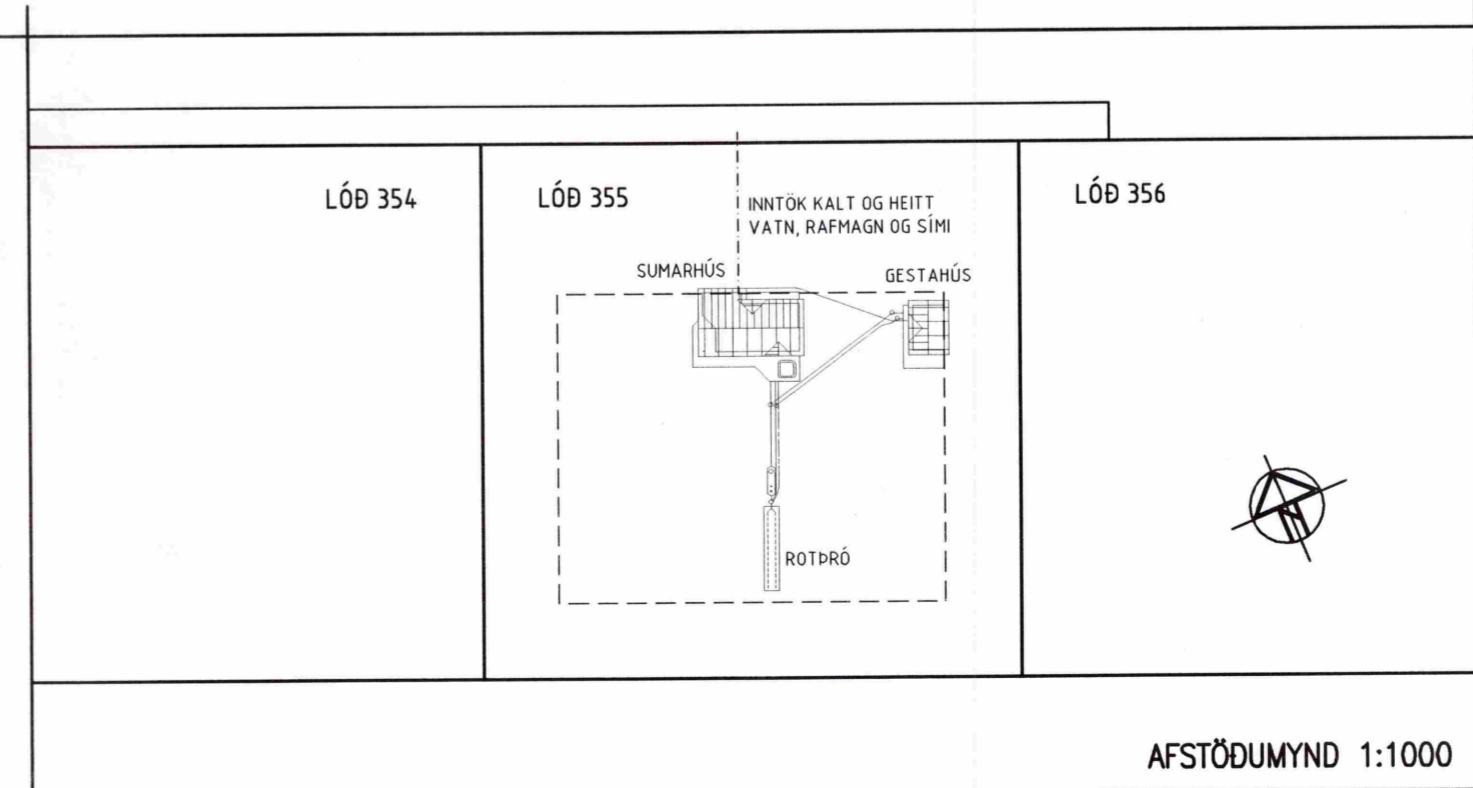 LÓÐ 354
LÓÐ 355
INNTÖK KALT OG HEITT
VATN, RAFMAGN OG SÍMI
LÓÐ 356
SUMARHÚS
GESTAHÚS
ROTÞRÓ
N
AFSTÖÐUMYND 1:1000